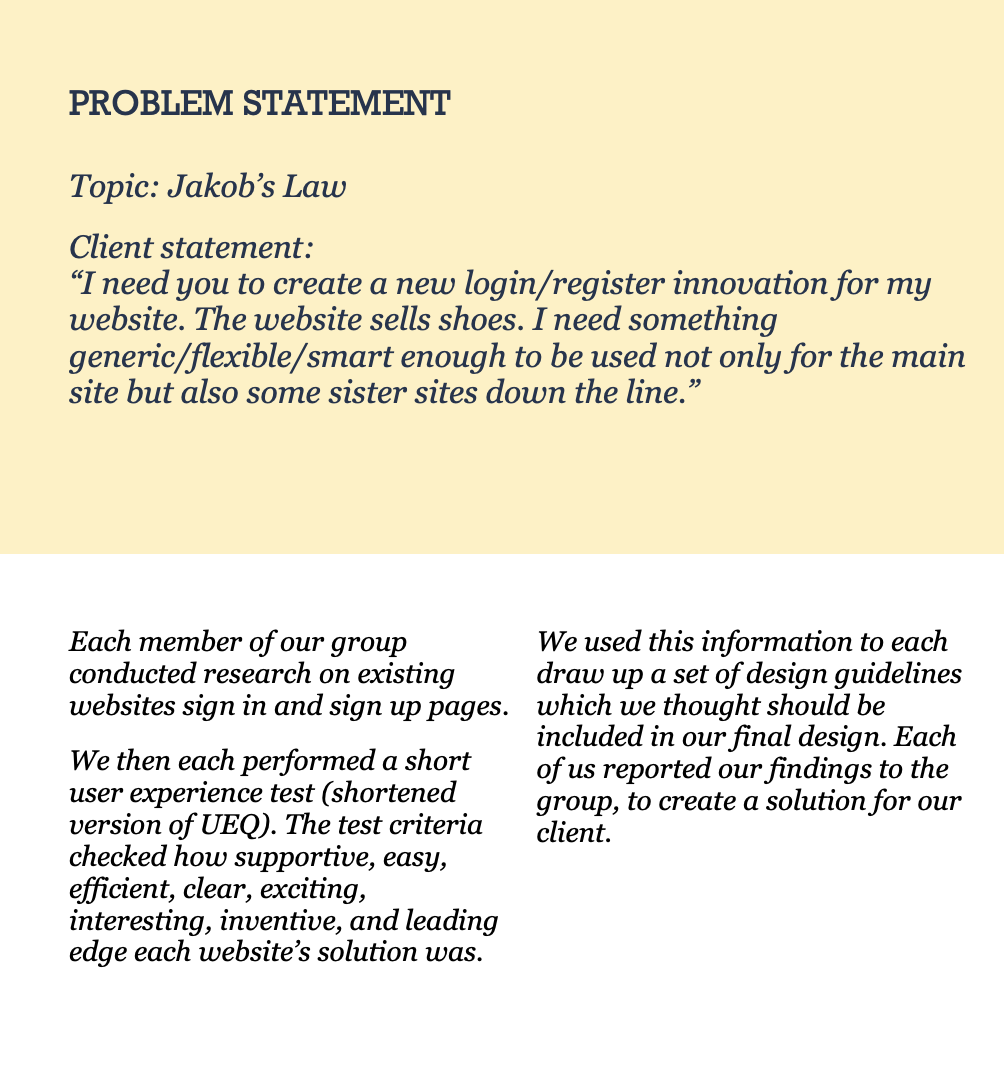 PROBLEM STATEMENT
Topic: Jakob’s Law
Client statement:
“I need you to create a new login/register innovation for my
website. The website sells shoes. I need something
generic/flexible/smart enough to be used not only for the main
site but also some sister sites down the line.”
Each member of our group
conducted research on existing
websites sign in and sign up pages.
We then each performed a short
user experience test (shortened
version of UEQ). The test criteria
checked how supportive, easy,
efficient, clear, exciting,
interesting, inventive, and leading
edge each website’s solution was.
We used this information to each
draw up a set of design guidelines
which we thought should be
included in our final design. Each
of us reported our findings to the
group, to create a solution for our
client.